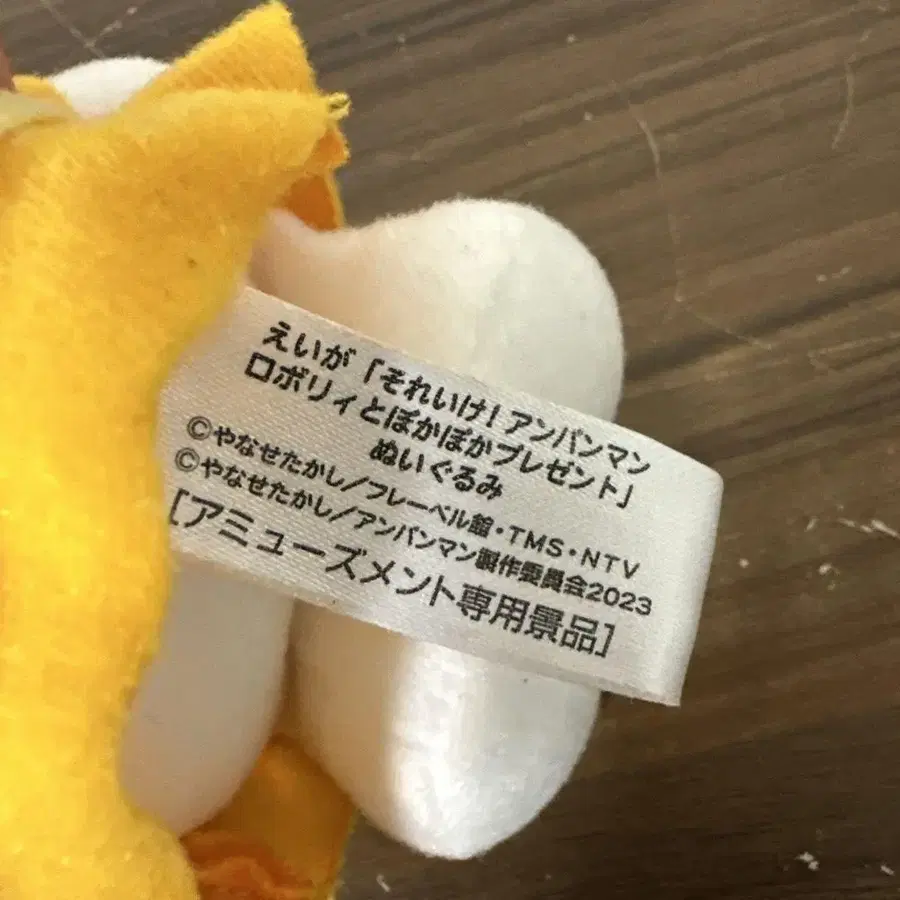 えいが「それいけ!アンパンマン
ロボリィとぽかぽかプレゼント」
ぬいぐるみ
©やなせたかし/フレーベル館・TMS・NTV
©やなせたかし/アンパンマン製作委員会2023
[アミューズメント専用景品]